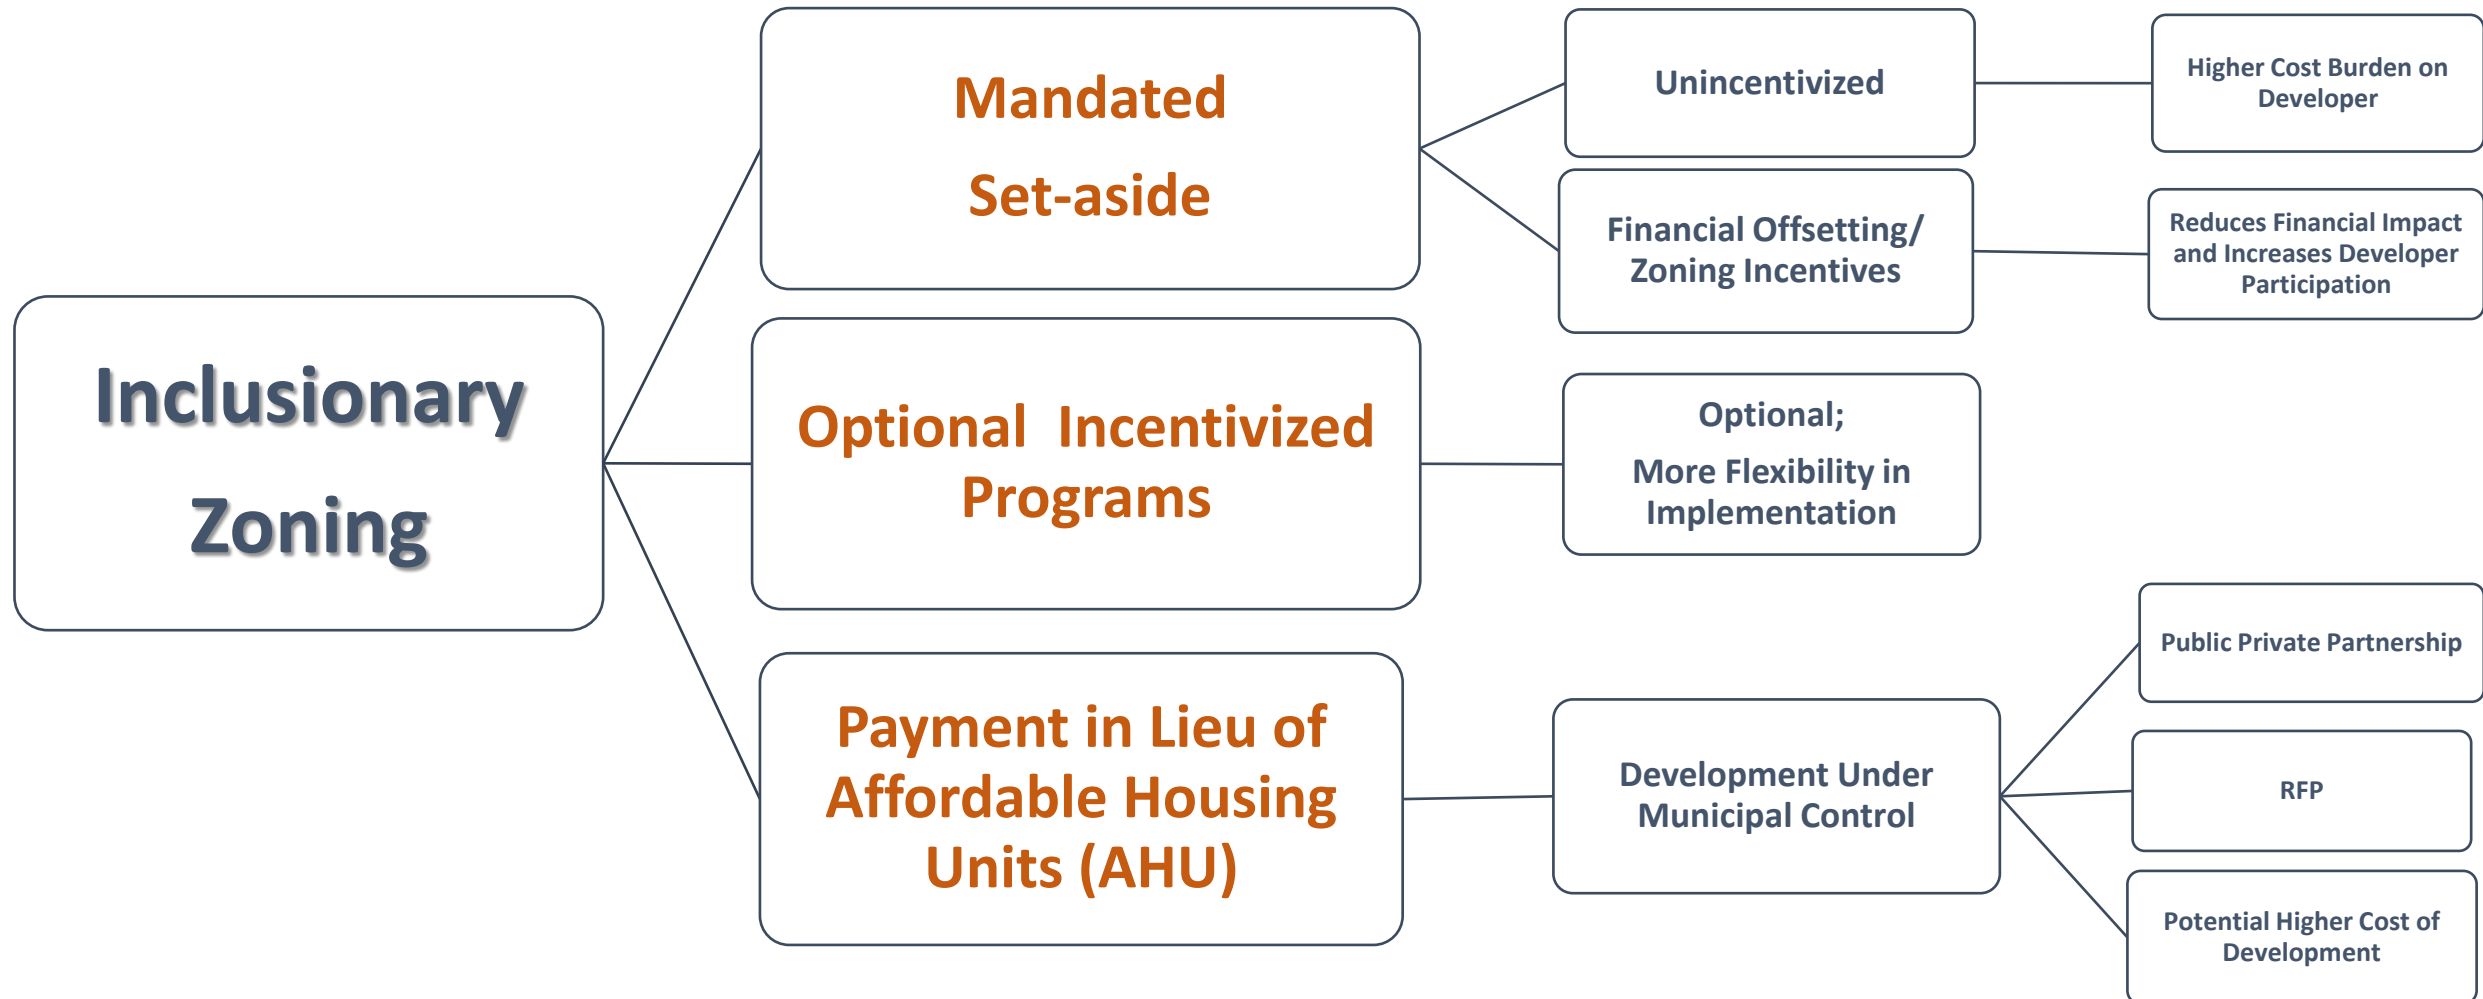 Inclusionary
Zoning
Mandated
Set-aside
Unincentivized
Higher Cost Burden on
Developer
Financial Offsetting/
Zoning Incentives
Reduces Financial Impact
and Increases Developer
Participation
Optional Incentivized
Programs
Optional;
More Flexibility in
Implementation
Payment in Lieu of
Affordable Housing
Units (AHU)
Development Under
Municipal Control
Public Private Partnership
RFP
Potential Higher Cost of
Development